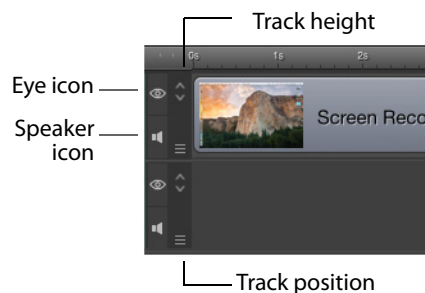 Track height
0s 1s 2s
Eye icon
Speaker
icon
Screen Reco
Track position